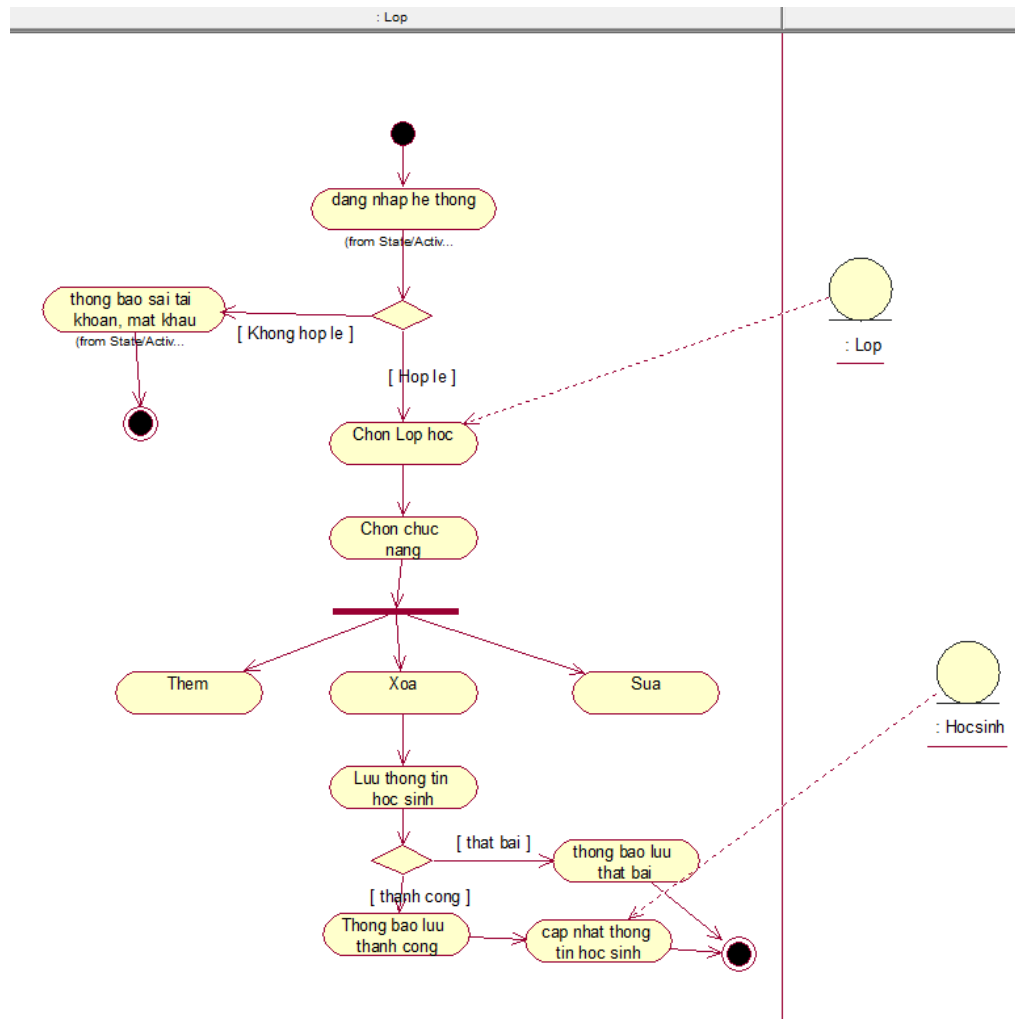 : Lop
dang nhap he thong
(from State/Activ...
thong bao sai tai
khoan, mat khau
(from State/Activ...
[ Khong hop le ]
[ Hop le ]
: Lop
Chon Lop hoc
Chon chuc
nang
Them
Xoa
Sua
: Hocsinh
Luu thong tin
hoc sinh
[ that bai ]
thong bao luu
that bai
[ thanh cong ]
Thong bao luu
thanh cong
cap nhat thong
tin hoc sinh